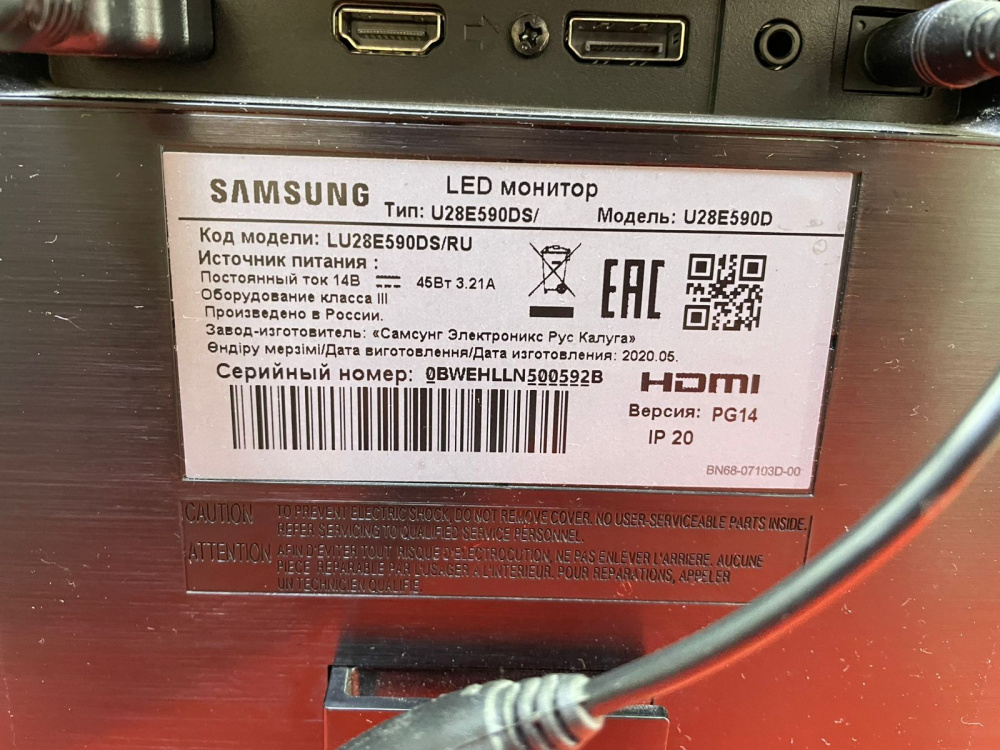 SAMSUNG
LED монитор
Тип: U28E590DS/ Модель: U28E590D
Код модели: LU28E590DS/RU
Источник питания :
Постоянный ток 14В 45Вт 3.21A
Оборудование класса III
Произведено в России.
Завод-изготовитель: «Самсунг Электроникс Рус Калуга»
Өндіру мерзімі/Дата виготовлення/Дата изготовления: 2020.05.
Серийный номер: 0BWEHLLN500592B
EAC
HDMI
Версия: PG14
IP 20
BN68-07103D-00
CAUTION TO PREVENT ELECTRIC SHOCK, DO NOT REMOVE COVER. NO USER-SERVICEABLE PARTS INSIDE.
REFER SERVICING TO QUALIFIED SERVICE PERSONNEL.
ATTENTION AFIN D'EVITER TOUT RISQUE D'ELECTROCUTION, NE PAS ENLEVER L'ARRIERE. AUCUNE
PIECE REPARABLE PAR L'USAGER A L'INTERIEUR. POUR REPARATIONS, APPELER
UN TECHNICIEN QUALIFIE.